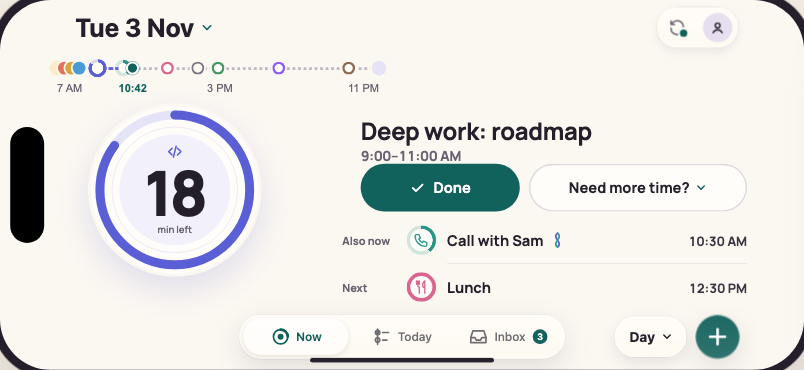 Tue 3 Nov
7 AM 10:42 3 PM 11 PM
18
min left
Deep work: roadmap
9:00–11:00 AM
Done
Need more time?
Also now Call with Sam 10:30 AM
Next Lunch 12:30 PM
Now Today Inbox 3
Day